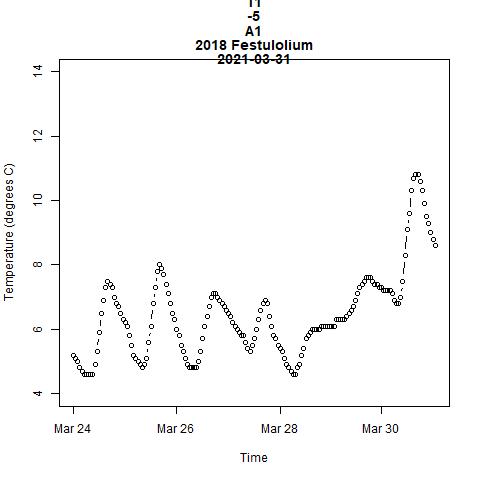 T1
-5
A1
2018 Festulolium
2021-03-31
14
12
10
8
6
4
Temperature (degrees C)
Mar 24
Mar 26
Mar 28
Mar 30
Time